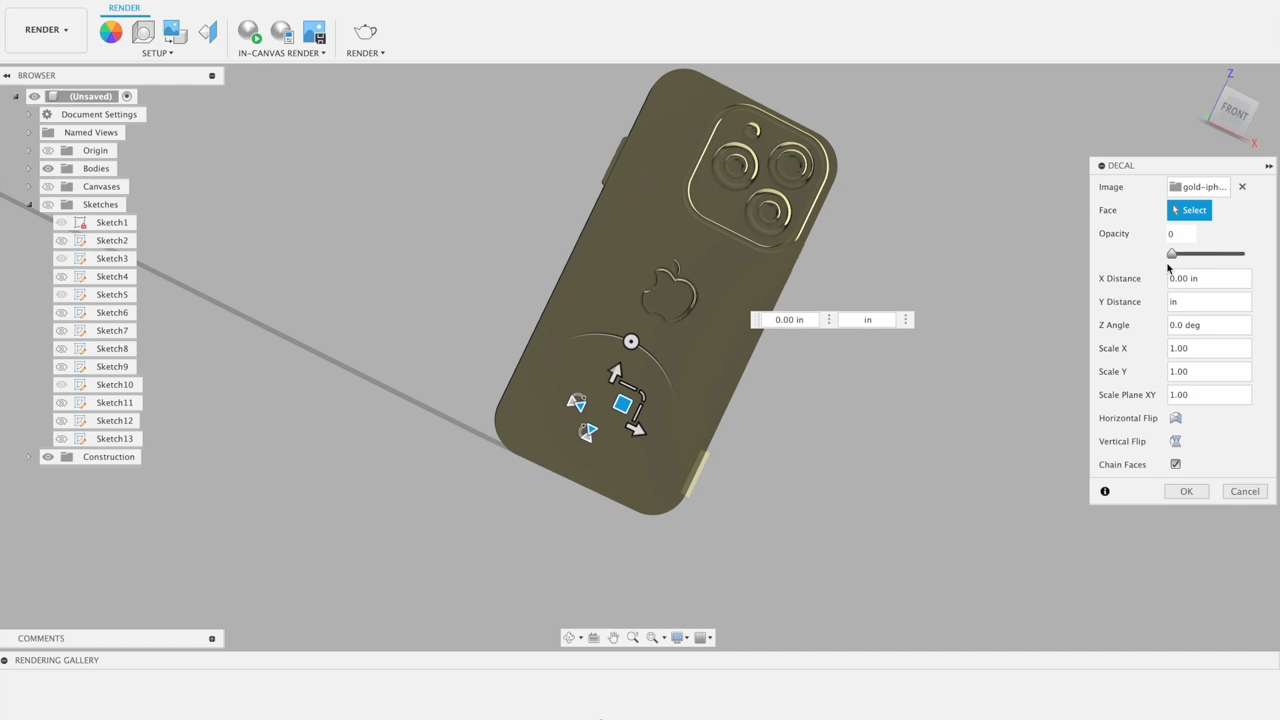 RENDER
RENDER
SETUP
IN-CANVAS RENDER
RENDER
BROWSER
(Unsaved)
Document Settings
Named Views
Origin
Bodies
Canvases
Sketches
Sketch1
Sketch2
Sketch3
Sketch4
Sketch5
Sketch6
Sketch7
Sketch8
Sketch9
Sketch10
Sketch11
Sketch12
Sketch13
Construction
0.00 in in
Z
FRONT
X
DECAL
Image gold-iph...
Face Select
Opacity 0
X Distance 0.00 in
Y Distance in
Z Angle 0.0 deg
Scale X 1.00
Scale Y 1.00
Scale Plane XY 1.00
Horizontal Flip
Vertical Flip
Chain Faces
OK Cancel
COMMENTS
RENDERING GALLERY